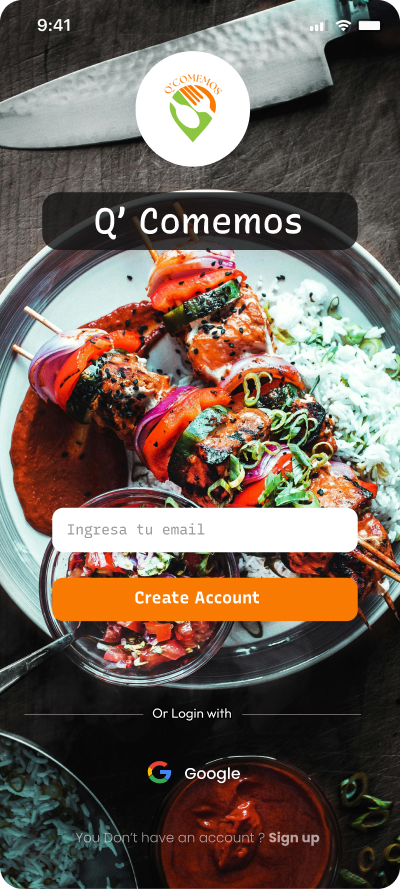 9:41
Q'COMEMOS
Q’ Comemos
Ingresa tu email
Create Account
Or Login with
Google
You Don’t have an account ? Sign up